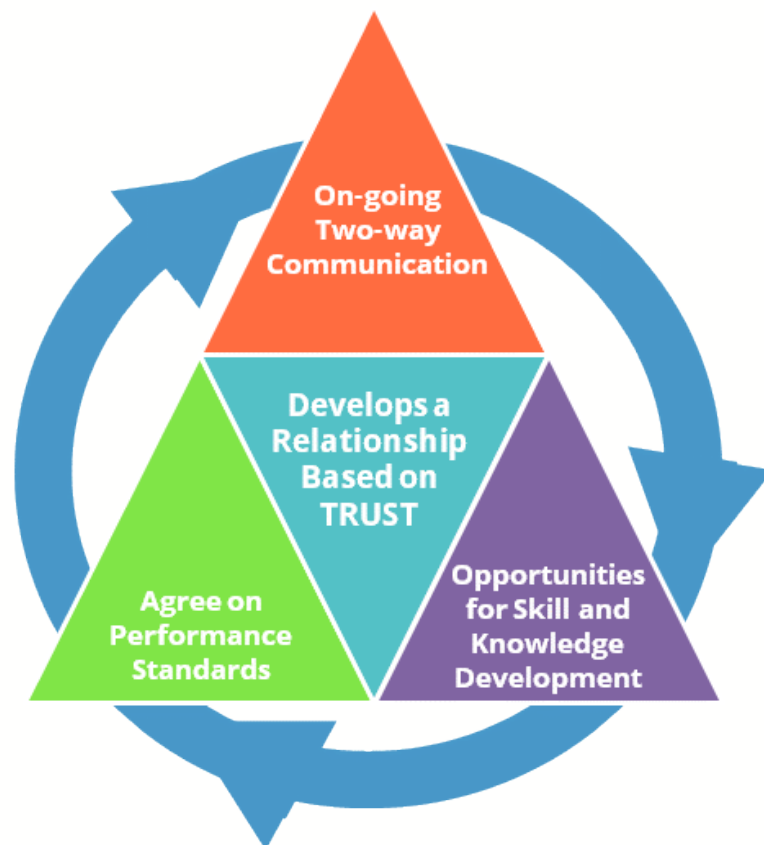 On-going
Two-way
Communication
Develops a
Relationship
Based on
TRUST
Agree on
Performance
Standards
Opportunities
for Skill and
Knowledge
Development